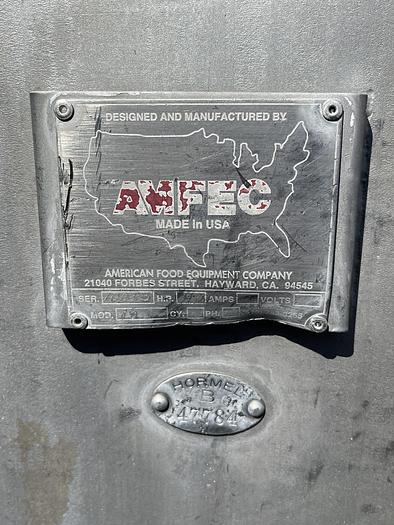 DESIGNED AND MANUFACTURED BY
AMFEC
MADE In USA
AMERICAN FOOD EQUIPMENT COMPANY
21040 FORBES STREET, HAYWARD, CA. 94545
SER. H.P. AMPS VOLTS
MOD. CY. PH.
HORMEL
B
47784